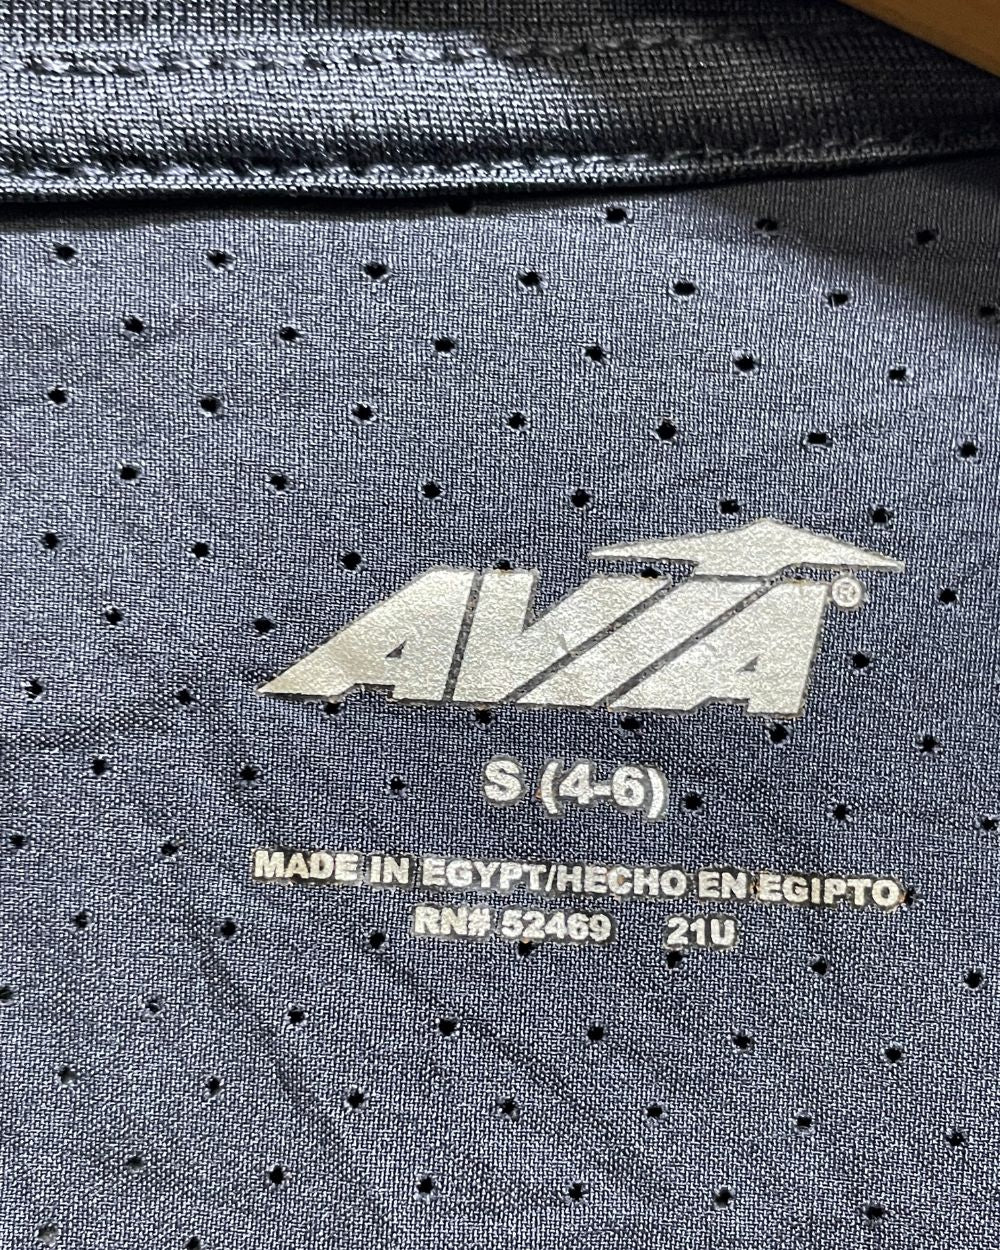 AVIA®
S (4-6)
MADE IN EGYPT/HECHO EN EGIPTO
RN# 52469 21U